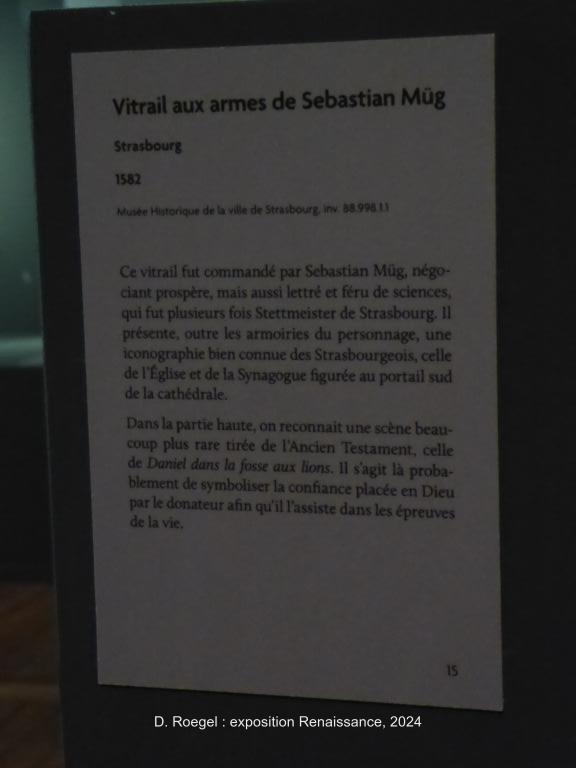 Vitrail aux armes de Sebastian Müg
Strasbourg
1582
Musée Historique de la ville de Strasbourg, inv. 88.998.1.1
Ce vitrail fut commandé par Sebastian Müg, négo-
ciant prospère, mais aussi lettré et féru de sciences,
qui fut plusieurs fois Stettmeister de Strasbourg. Il
présente, outre les armoiries du personnage, une
iconographie bien connue des Strasbourgeois, celle
de l'Église et de la Synagogue figurée au portail sud
de la cathédrale.
Dans la partie haute, on reconnait une scène beau-
coup plus rare tirée de l'Ancien Testament, celle
de Daniel dans la fosse aux lions. Il s'agit là proba-
blement de symboliser la confiance placée en Dieu
par le donateur afin qu'il l'assiste dans les épreuves
de la vie.
15
D. Roegel : exposition Renaissance, 2024